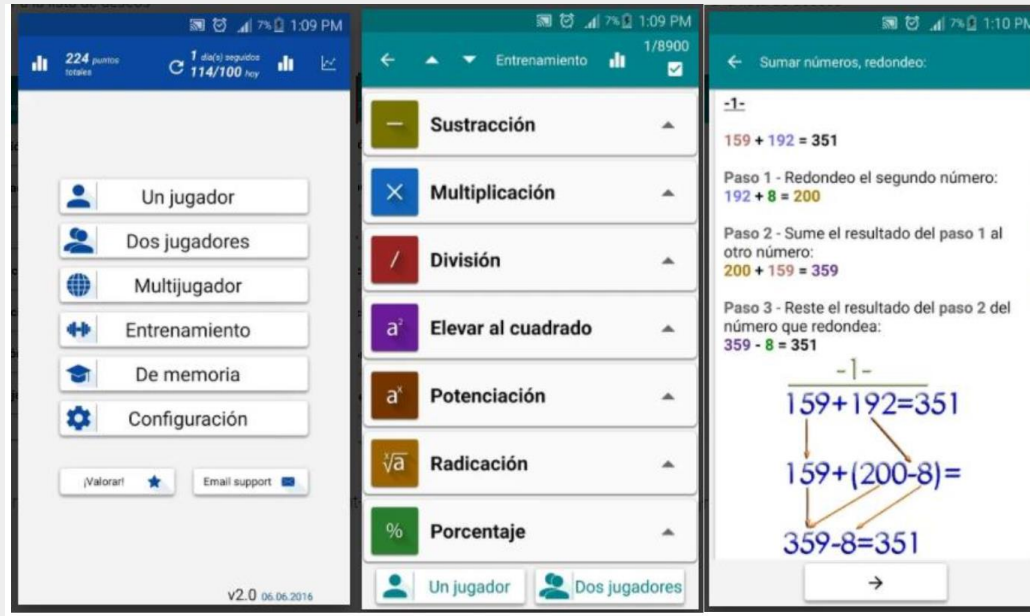 7% 1:09 PM
224 puntos totales
1 día(s) seguidos
114/100 hoy
Un jugador
Dos jugadores
Multijugador
Entrenamiento
De memoria
Configuración
¡Valorar!
Email support
v2.0 06.06.2016
7% 1:09 PM
Entrenamiento
1/8900
− Sustracción
× Multiplicación
/ División
a² Elevar al cuadrado
aˣ Potenciación
ˣ√a Radicación
% Porcentaje
Un jugador
Dos jugadores
7% 1:10 PM
Sumar números, redondeo:
-1-
159 + 192 = 351
Paso 1 - Redondeo el segundo número:
192 + 8 = 200
Paso 2 - Sume el resultado del paso 1 al
otro número:
200 + 159 = 359
Paso 3 - Reste el resultado del paso 2 del
número que redondea:
359 - 8 = 351
-1-
159+192=351
159+(200-8)=
359-8=351